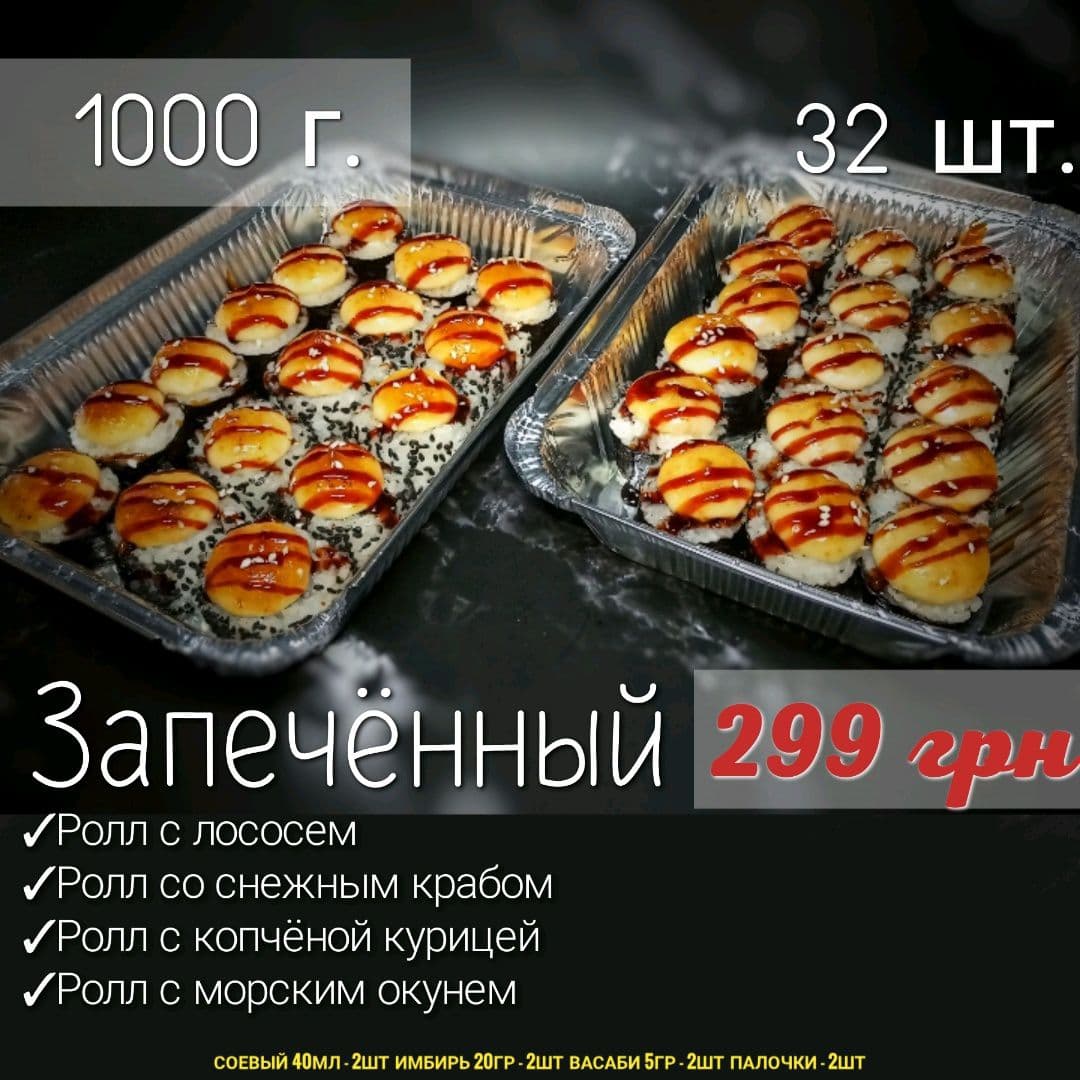 1000 г.
32 шт.
Запечённый
299 грн
✓Ролл с лососем
✓Ролл со снежным крабом
✓Ролл с копчёной курицей
✓Ролл с морским окунем
СОЕВЫЙ 40МЛ - 2ШТ ИМБИРЬ 20ГР - 2ШТ ВАСАБИ 5ГР - 2ШТ ПАЛОЧКИ - 2ШТ